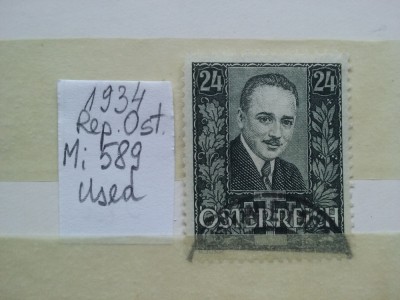 1934
Rep. Öst.
Mi 589
used
24 24
ÖSTERREICH